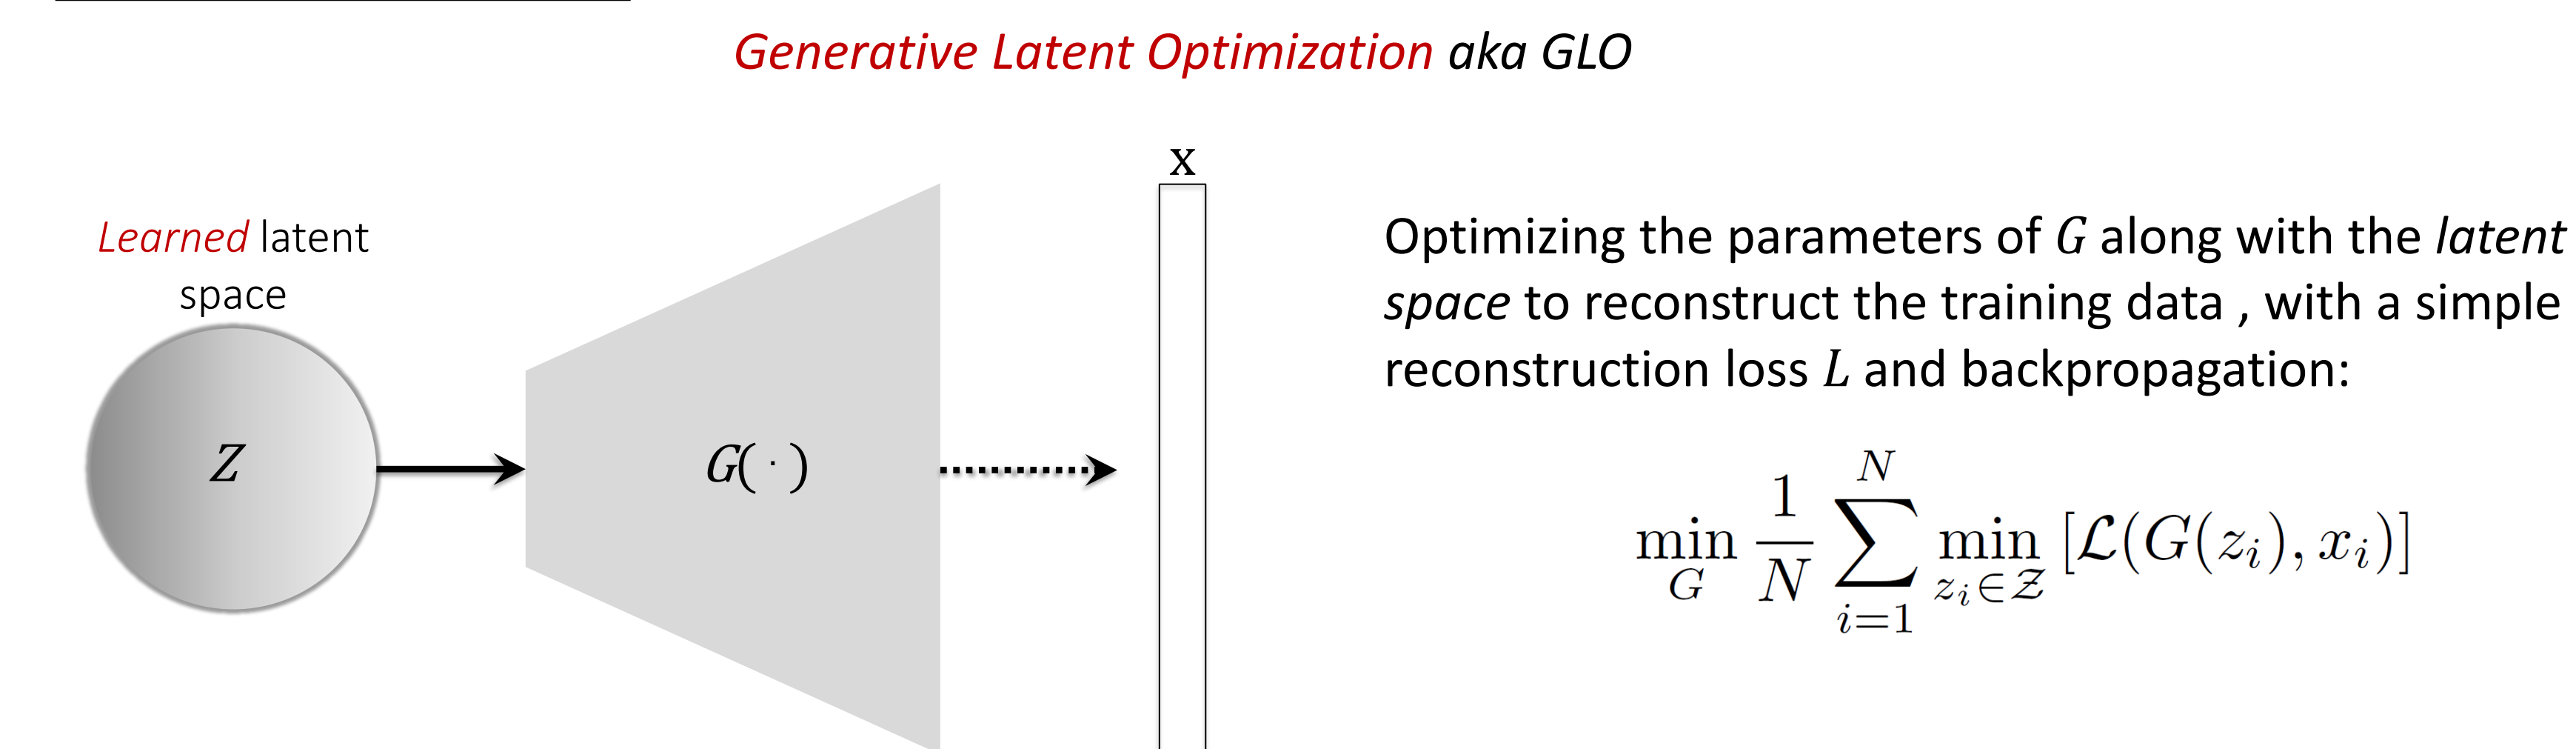 Generative Latent Optimization aka GLO
Learned latent
space
Z
G( · )
x
Optimizing the parameters of G along with the latent
space to reconstruct the training data , with a simple
reconstruction loss L and backpropagation:
min_G 1/N ∑_{i=1}^{N} min_{z_i∈𝒵} [ℒ(G(z_i), x_i)]